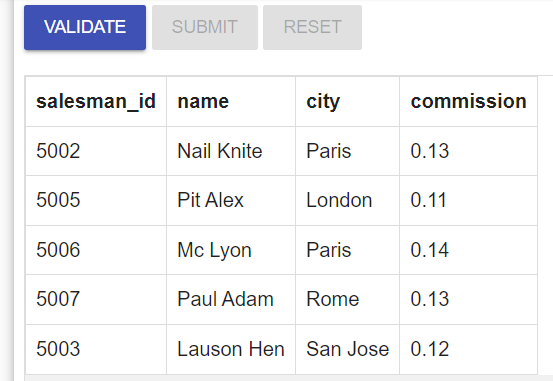 VALIDATE SUBMIT RESET
salesman_id name city commission
5002 Nail Knite Paris 0.13
5005 Pit Alex London 0.11
5006 Mc Lyon Paris 0.14
5007 Paul Adam Rome 0.13
5003 Lauson Hen San Jose 0.12